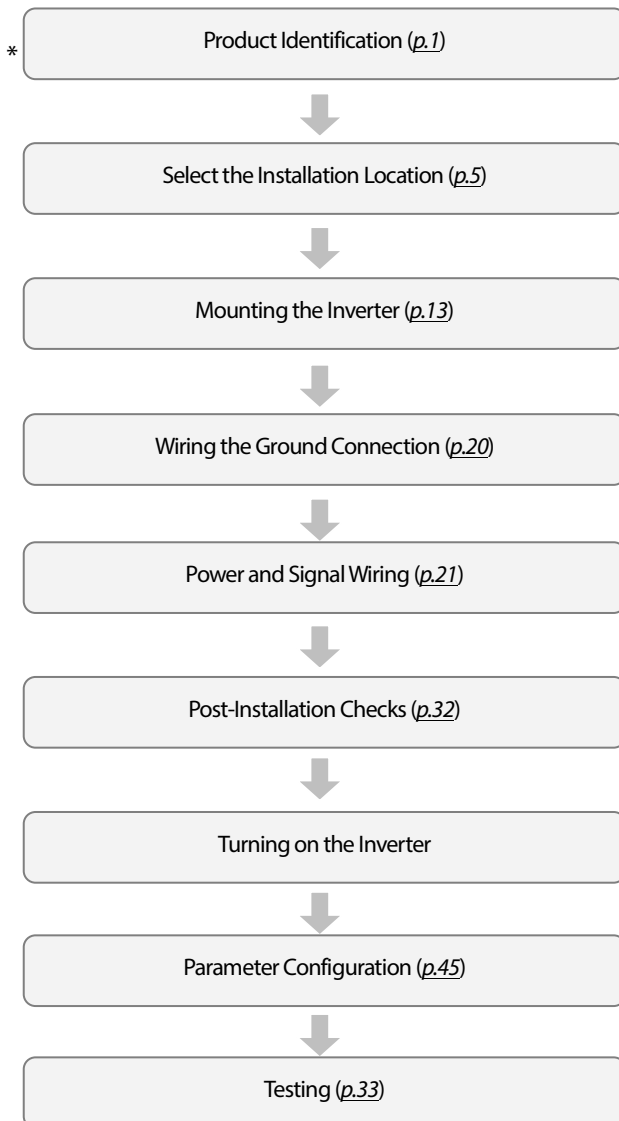 *
Product Identification (p.1)
Select the Installation Location (p.5)
Mounting the Inverter (p.13)
Wiring the Ground Connection (p.20)
Power and Signal Wiring (p.21)
Post-Installation Checks (p.32)
Turning on the Inverter
Parameter Configuration (p.45)
Testing (p.33)